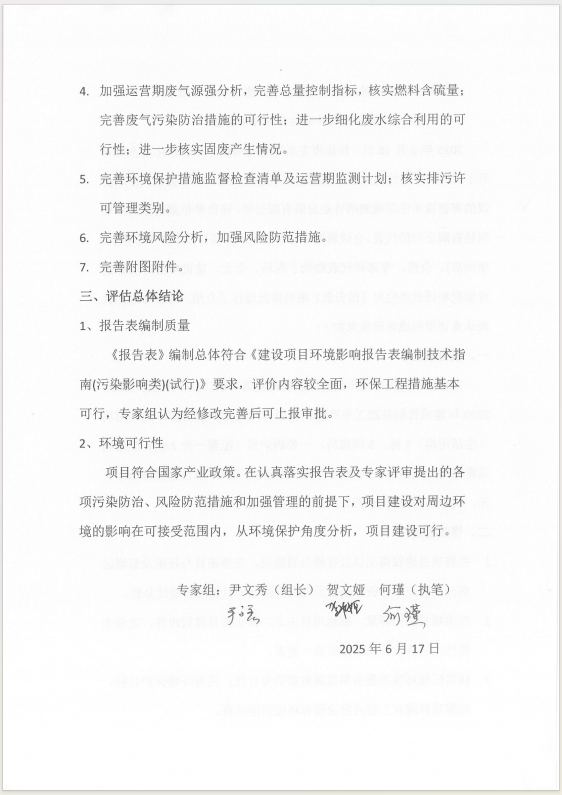 4. 加强运营期废气源强分析，完善总量控制指标，核实燃料含硫量；
完善废气污染防治措施的可行性；进一步细化废水综合利用的可
行性；进一步核实固废产生情况。
5. 完善环境保护措施监督检查清单及运营期监测计划；核实排污许
可管理类别。
6. 完善环境风险分析，加强风险防范措施。
7. 完善附图附件。
三、评估总体结论
1、报告表编制质量
《报告表》编制总体符合《建设项目环境影响报告表编制技术指
南(污染影响类)(试行)》要求，评价内容较全面，环保工程措施基本
可行，专家组认为经修改完善后可上报审批。
2、环境可行性
项目符合国家产业政策。在认真落实报告表及专家评审提出的各
项污染防治、风险防范措施和加强管理的前提下，项目建设对周边环
境的影响在可接受范围内，从环境保护角度分析，项目建设可行。
专家组：尹文秀（组长） 贺文娅 何瑾（执笔）
何瑾
2025 年 6 月 17 日